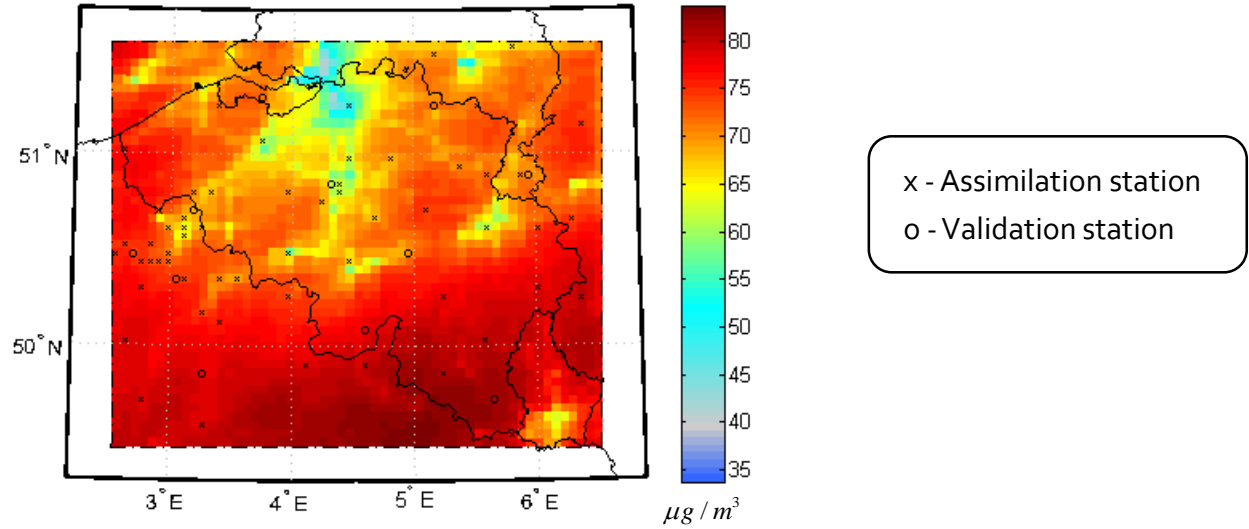 51°N
50°N
3°E
4°E
5°E
6°E
80
75
70
65
60
55
50
45
40
35
μg / m³
x - Assimilation station
o - Validation station